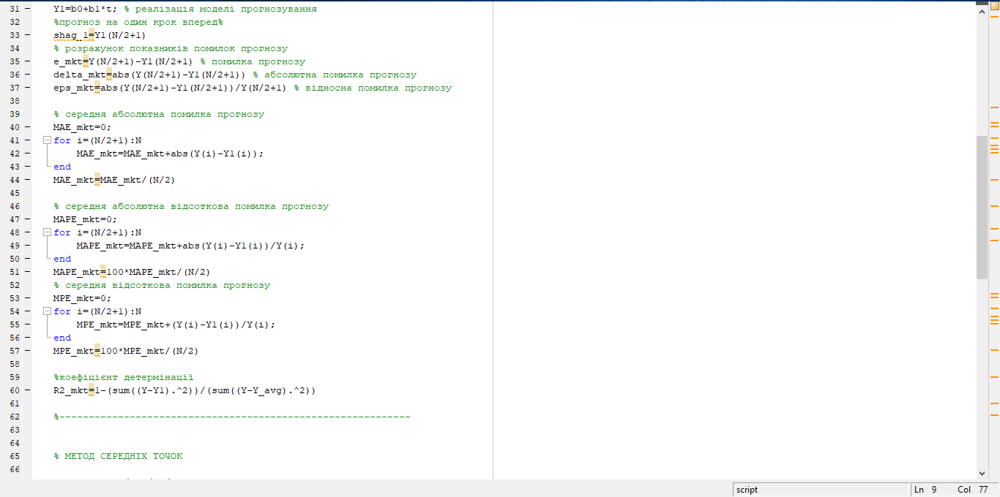 31 Y1=b0+b1*t; % реалізація моделі прогнозування
32 %прогноз на один крок вперед%
33 shag_1=Y1(N/2+1)
34 % розрахунок показників помилок прогнозу
35 e_mkt=Y(N/2+1)-Y1(N/2+1) % помилка прогнозу
36 delta_mkt=abs(Y(N/2+1)-Y1(N/2+1)) % абсолютна помилка прогнозу
37 eps_mkt=abs(Y(N/2+1)-Y1(N/2+1))/Y(N/2+1) % відносна помилка прогнозу
38
39 % середня абсолютна помилка прогнозу
40 MAE_mkt=0;
41 for i=(N/2+1):N
42 MAE_mkt=MAE_mkt+abs(Y(i)-Y1(i));
43 end
44 MAE_mkt=MAE_mkt/(N/2)
45
46 % середня абсолютна відсоткова помилка прогнозу
47 MAPE_mkt=0;
48 for i=(N/2+1):N
49 MAPE_mkt=MAPE_mkt+abs(Y(i)-Y1(i))/Y(i);
50 end
51 MAPE_mkt=100*MAPE_mkt/(N/2)
52 % середня відсоткова помилка прогнозу
53 MPE_mkt=0;
54 for i=(N/2+1):N
55 MPE_mkt=MPE_mkt+(Y(i)-Y1(i))/Y(i);
56 end
57 MPE_mkt=100*MPE_mkt/(N/2)
58
59 %коефіцієнт детермінації
60 R2_mkt=1-(sum((Y-Y1).^2))/(sum((Y-Y_avg).^2))
61
62 %------------------------------------------------------------
63
64
65 % МЕТОД СЕРЕДНІХ ТОЧОК
66
script Ln 9 Col 77